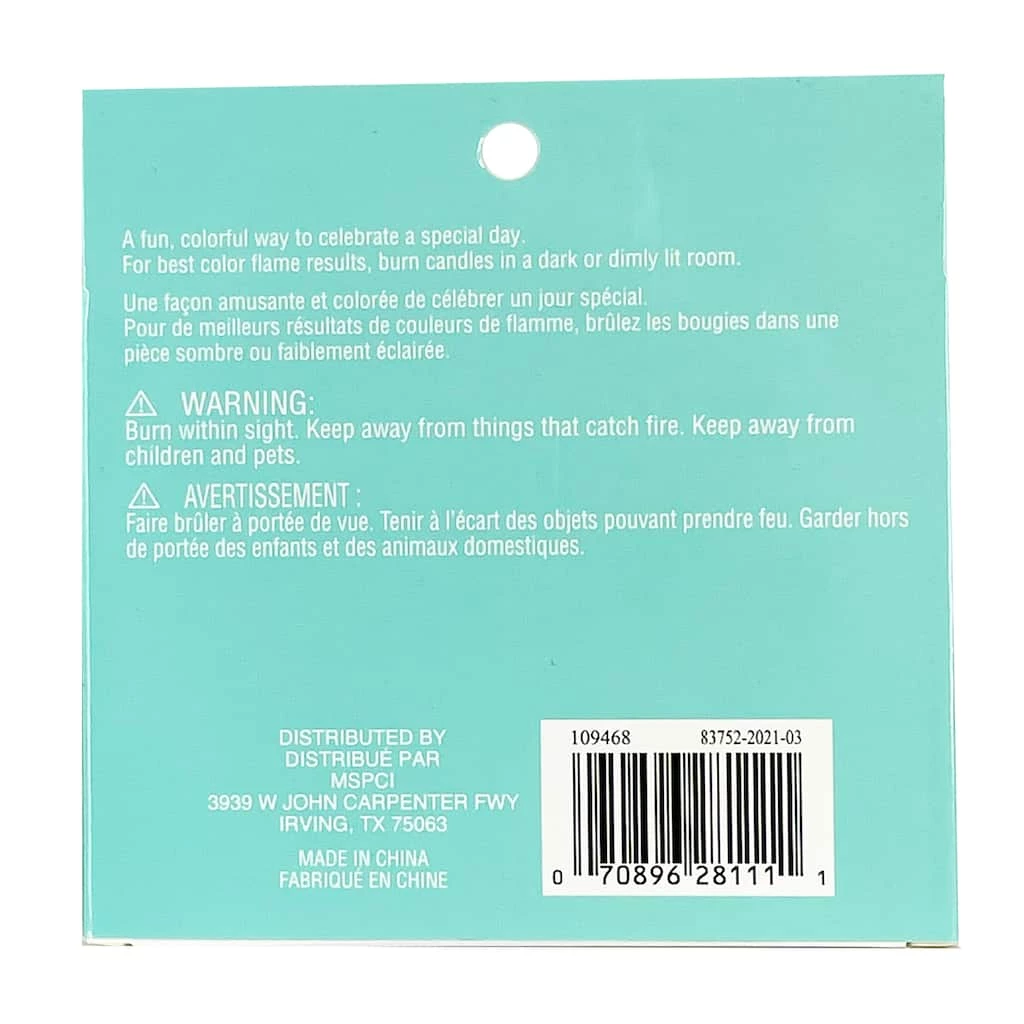 A fun, colorful way to celebrate a special day.
For best color flame results, burn candles in a dark or dimly lit room.
Une façon amusante et colorée de célébrer un jour spécial.
Pour de meilleurs résultats de couleurs de flamme, brûlez les bougies dans une
pièce sombre ou faiblement éclairée.
WARNING:
Burn within sight. Keep away from things that catch fire. Keep away from
children and pets.
AVERTISSEMENT :
Faire brûler à portée de vue. Tenir à l'écart des objets pouvant prendre feu. Garder hors
de portée des enfants et des animaux domestiques.
DISTRIBUTED BY
DISTRIBUÉ PAR
MSPCI
3939 W JOHN CARPENTER FWY
IRVING, TX 75063
MADE IN CHINA
FABRIQUÉ EN CHINE
109468 83752-2021-03
0 70896 28111 1